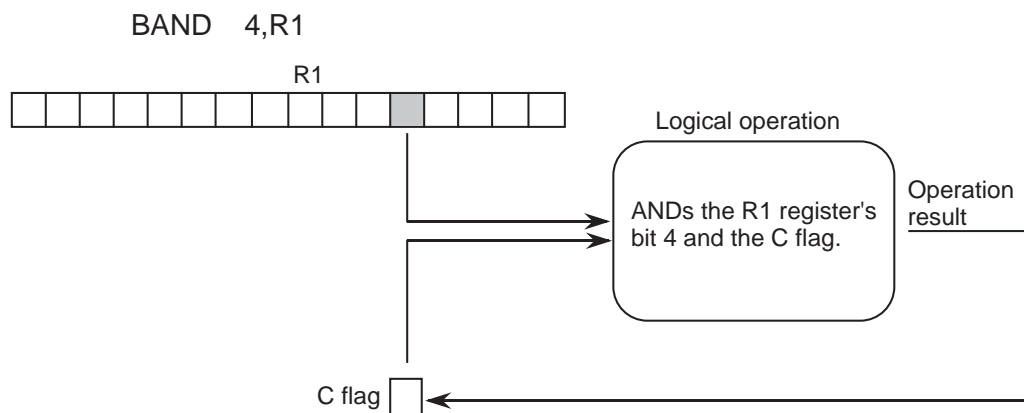 BAND 4,R1
R1
Logical operation
ANDs the R1 register's
bit 4 and the C flag.
Operation
result
C flag